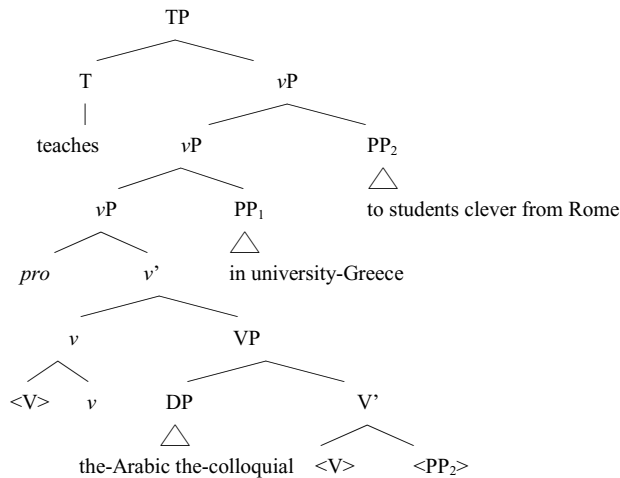 TP
T vP
teaches vP PP₂
vP PP₁ to students clever from Rome
pro v’ in university-Greece
v VP
<V> v DP V’
the-Arabic the-colloquial <V> <PP₂>